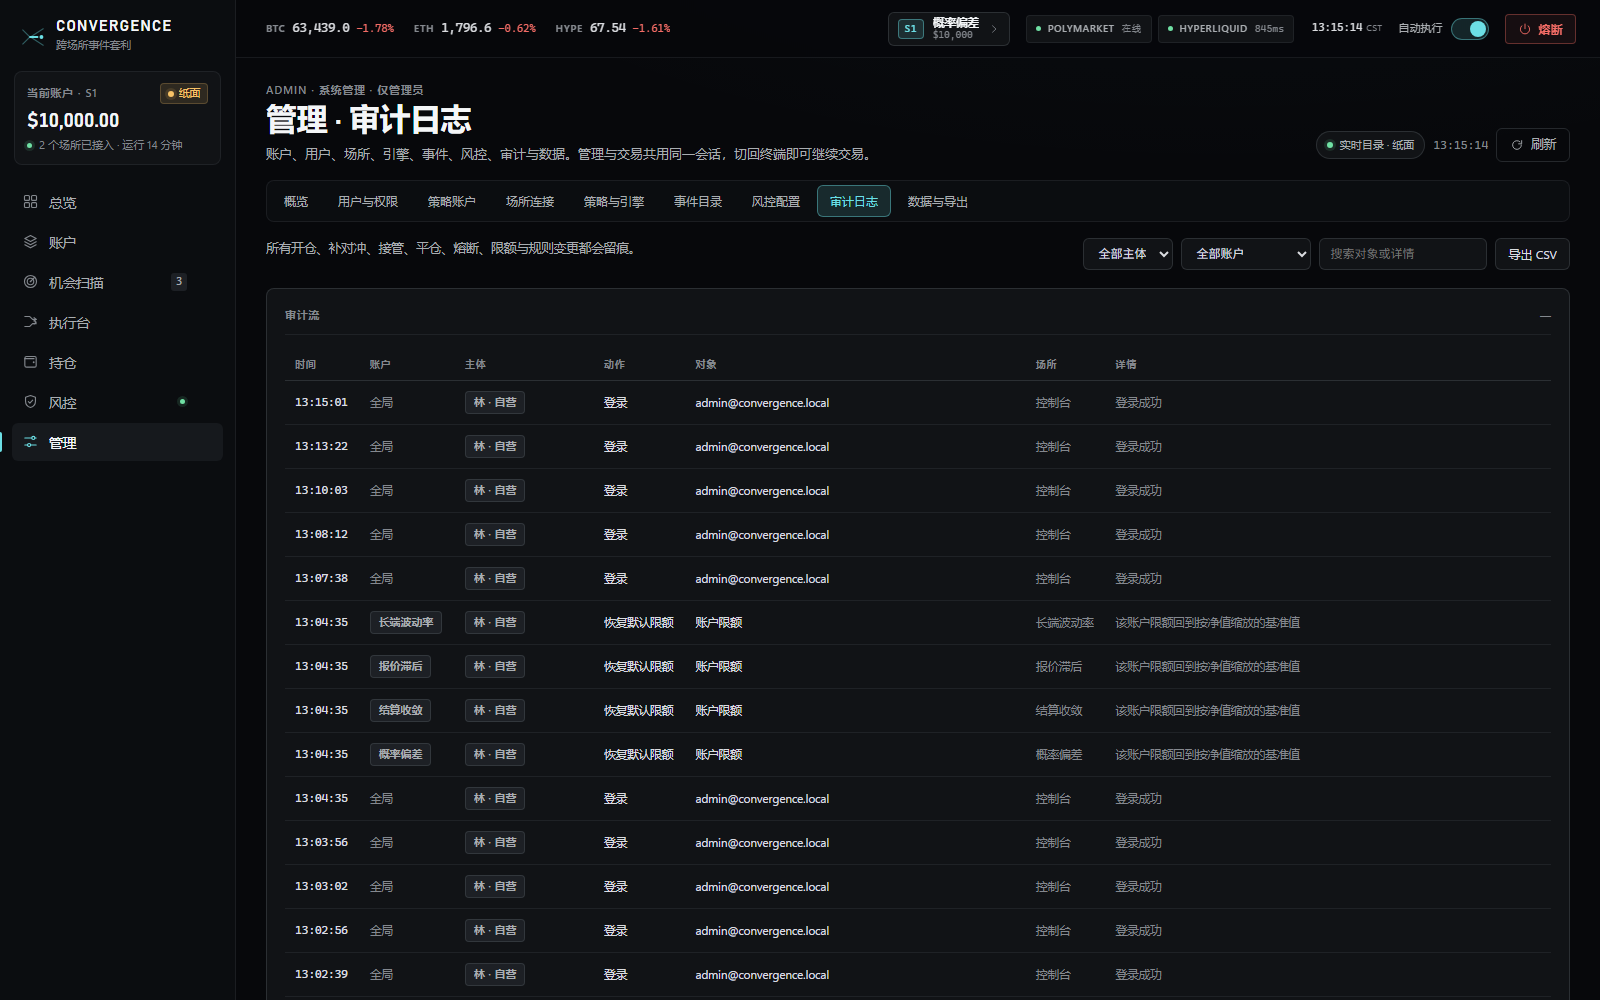 CONVERGENCE
跨场所事件套利
当前账户 · S1
纸面
$10,000.00
2 个场所已接入 · 运行 14 分钟
总览
账户
机会扫描
3
执行台
持仓
风控
管理
BTC 63,439.0 −1.78% ETH 1,796.6 −0.62% HYPE 67.54 −1.61%
S1 概率偏差
$10,000
POLYMARKET 在线
HYPERLIQUID 845ms
13:15:14 CST
自动执行
熔断
ADMIN · 系统管理 · 仅管理员
管理 · 审计日志
账户、用户、场所、引擎、事件、风控、审计与数据。管理与交易共用同一会话，切回终端即可继续交易。
实时目录 · 纸面
13:15:14
刷新
概览 用户与权限 策略账户 场所连接 策略与引擎 事件目录 风控配置 审计日志 数据与导出
所有开仓、补对冲、接管、平仓、熔断、限额与规则变更都会留痕。
全部主体 全部账户 搜索对象或详情 导出 CSV
审计流 —
时间 账户 主体 动作 对象 场所 详情
13:15:01 全局 林 · 自营 登录 admin@convergence.local 控制台 登录成功
13:13:22 全局 林 · 自营 登录 admin@convergence.local 控制台 登录成功
13:10:03 全局 林 · 自营 登录 admin@convergence.local 控制台 登录成功
13:08:12 全局 林 · 自营 登录 admin@convergence.local 控制台 登录成功
13:07:38 全局 林 · 自营 登录 admin@convergence.local 控制台 登录成功
13:04:35 长端波动率 林 · 自营 恢复默认限额 账户限额 长端波动率 该账户限额回到按净值缩放的基准值
13:04:35 报价滞后 林 · 自营 恢复默认限额 账户限额 报价滞后 该账户限额回到按净值缩放的基准值
13:04:35 结算收敛 林 · 自营 恢复默认限额 账户限额 结算收敛 该账户限额回到按净值缩放的基准值
13:04:35 概率偏差 林 · 自营 恢复默认限额 账户限额 概率偏差 该账户限额回到按净值缩放的基准值
13:04:35 全局 林 · 自营 登录 admin@convergence.local 控制台 登录成功
13:03:56 全局 林 · 自营 登录 admin@convergence.local 控制台 登录成功
13:03:02 全局 林 · 自营 登录 admin@convergence.local 控制台 登录成功
13:02:56 全局 林 · 自营 登录 admin@convergence.local 控制台 登录成功
13:02:39 全局 林 · 自营 登录 admin@convergence.local 控制台 登录成功